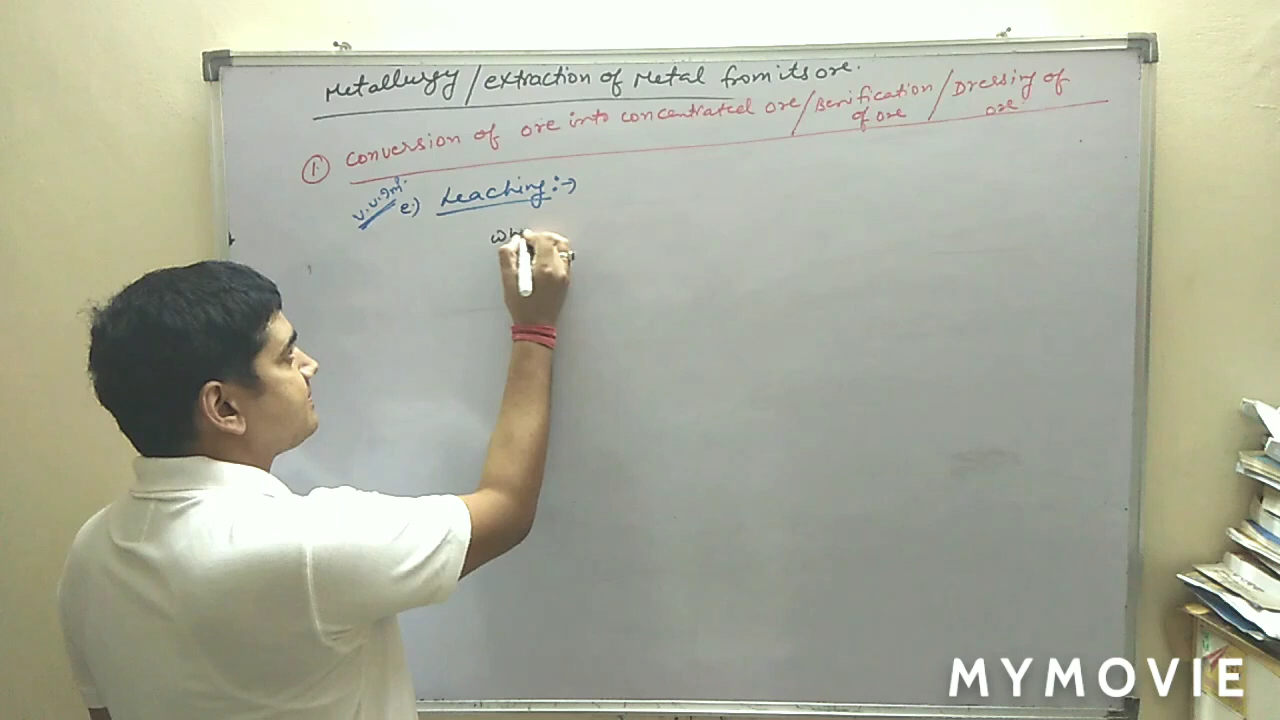 Metallurgy / extraction of Metal from its ore.
① Conversion of ore into concentrated ore / Benification of ore / Dressing of ore
v.v.Imp. e.) Leaching :→
wh
MYMOVIE